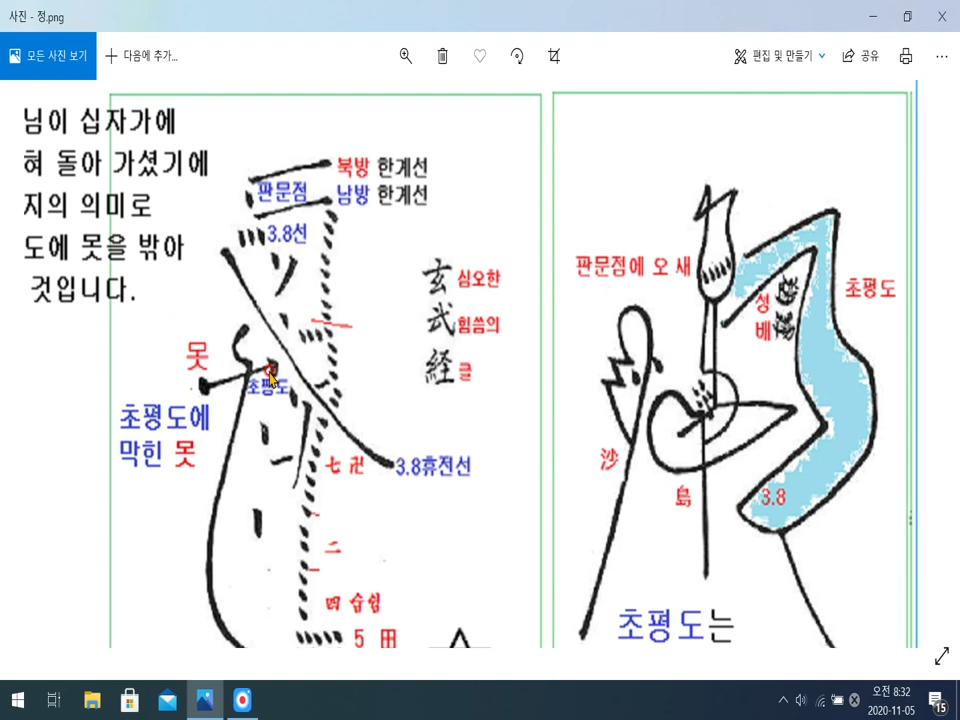 사진 - 정.png
모든 사진 보기
다음에 추가...
편집 및 만들기
공유
님이 십자가에
혀 돌아 가셨기에
지의 의미로
도에 못을 밖아
것입니다.
북방 한계선
판문점
남방 한계선
3.8선
玄 심오한
武 힘씀의
経 글
못
초평도
초평도에
막힌 못
3.8휴전선
七 卍
二
四 습쉽
5 田
판문점에 오 새
성
배
초평도
沙
島
3.8
초평도는
오전 8:32
2020-11-05
15